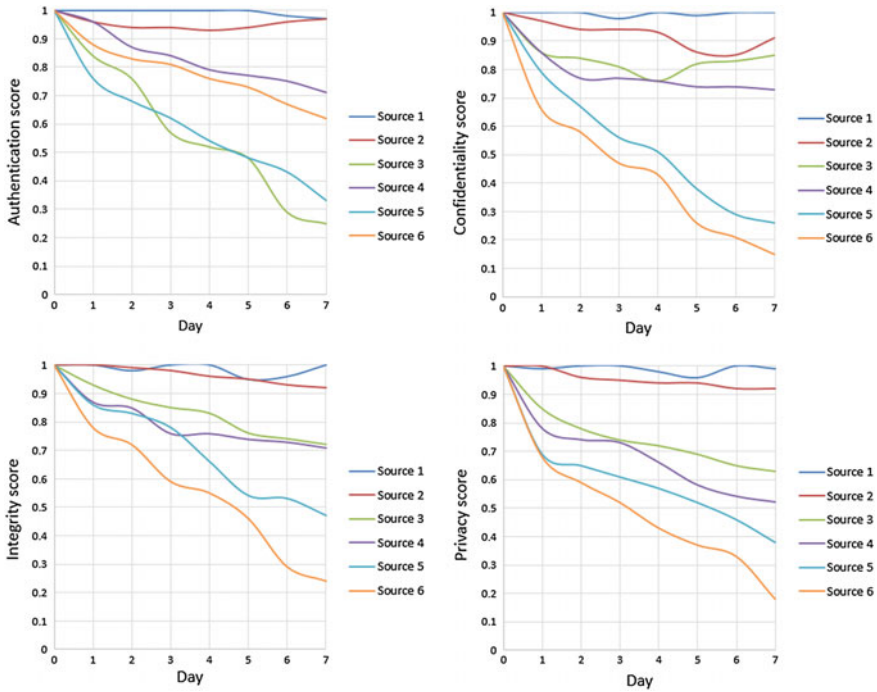 Authentication score
1
0.9
0.8
0.7
0.6
0.5
0.4
0.3
0.2
0.1
0
0 1 2 3 4 5 6 7
Day
Source 1
Source 2
Source 3
Source 4
Source 5
Source 6
Confidentiality score
1
0.9
0.8
0.7
0.6
0.5
0.4
0.3
0.2
0.1
0
0 1 2 3 4 5 6 7
Day
Source 1
Source 2
Source 3
Source 4
Source 5
Source 6
Integrity score
1
0.9
0.8
0.7
0.6
0.5
0.4
0.3
0.2
0.1
0
0 1 2 3 4 5 6 7
Day
Source 1
Source 2
Source 3
Source 4
Source 5
Source 6
Privacy score
1
0.9
0.8
0.7
0.6
0.5
0.4
0.3
0.2
0.1
0
0 1 2 3 4 5 6 7
Day
Source 1
Source 2
Source 3
Source 4
Source 5
Source 6